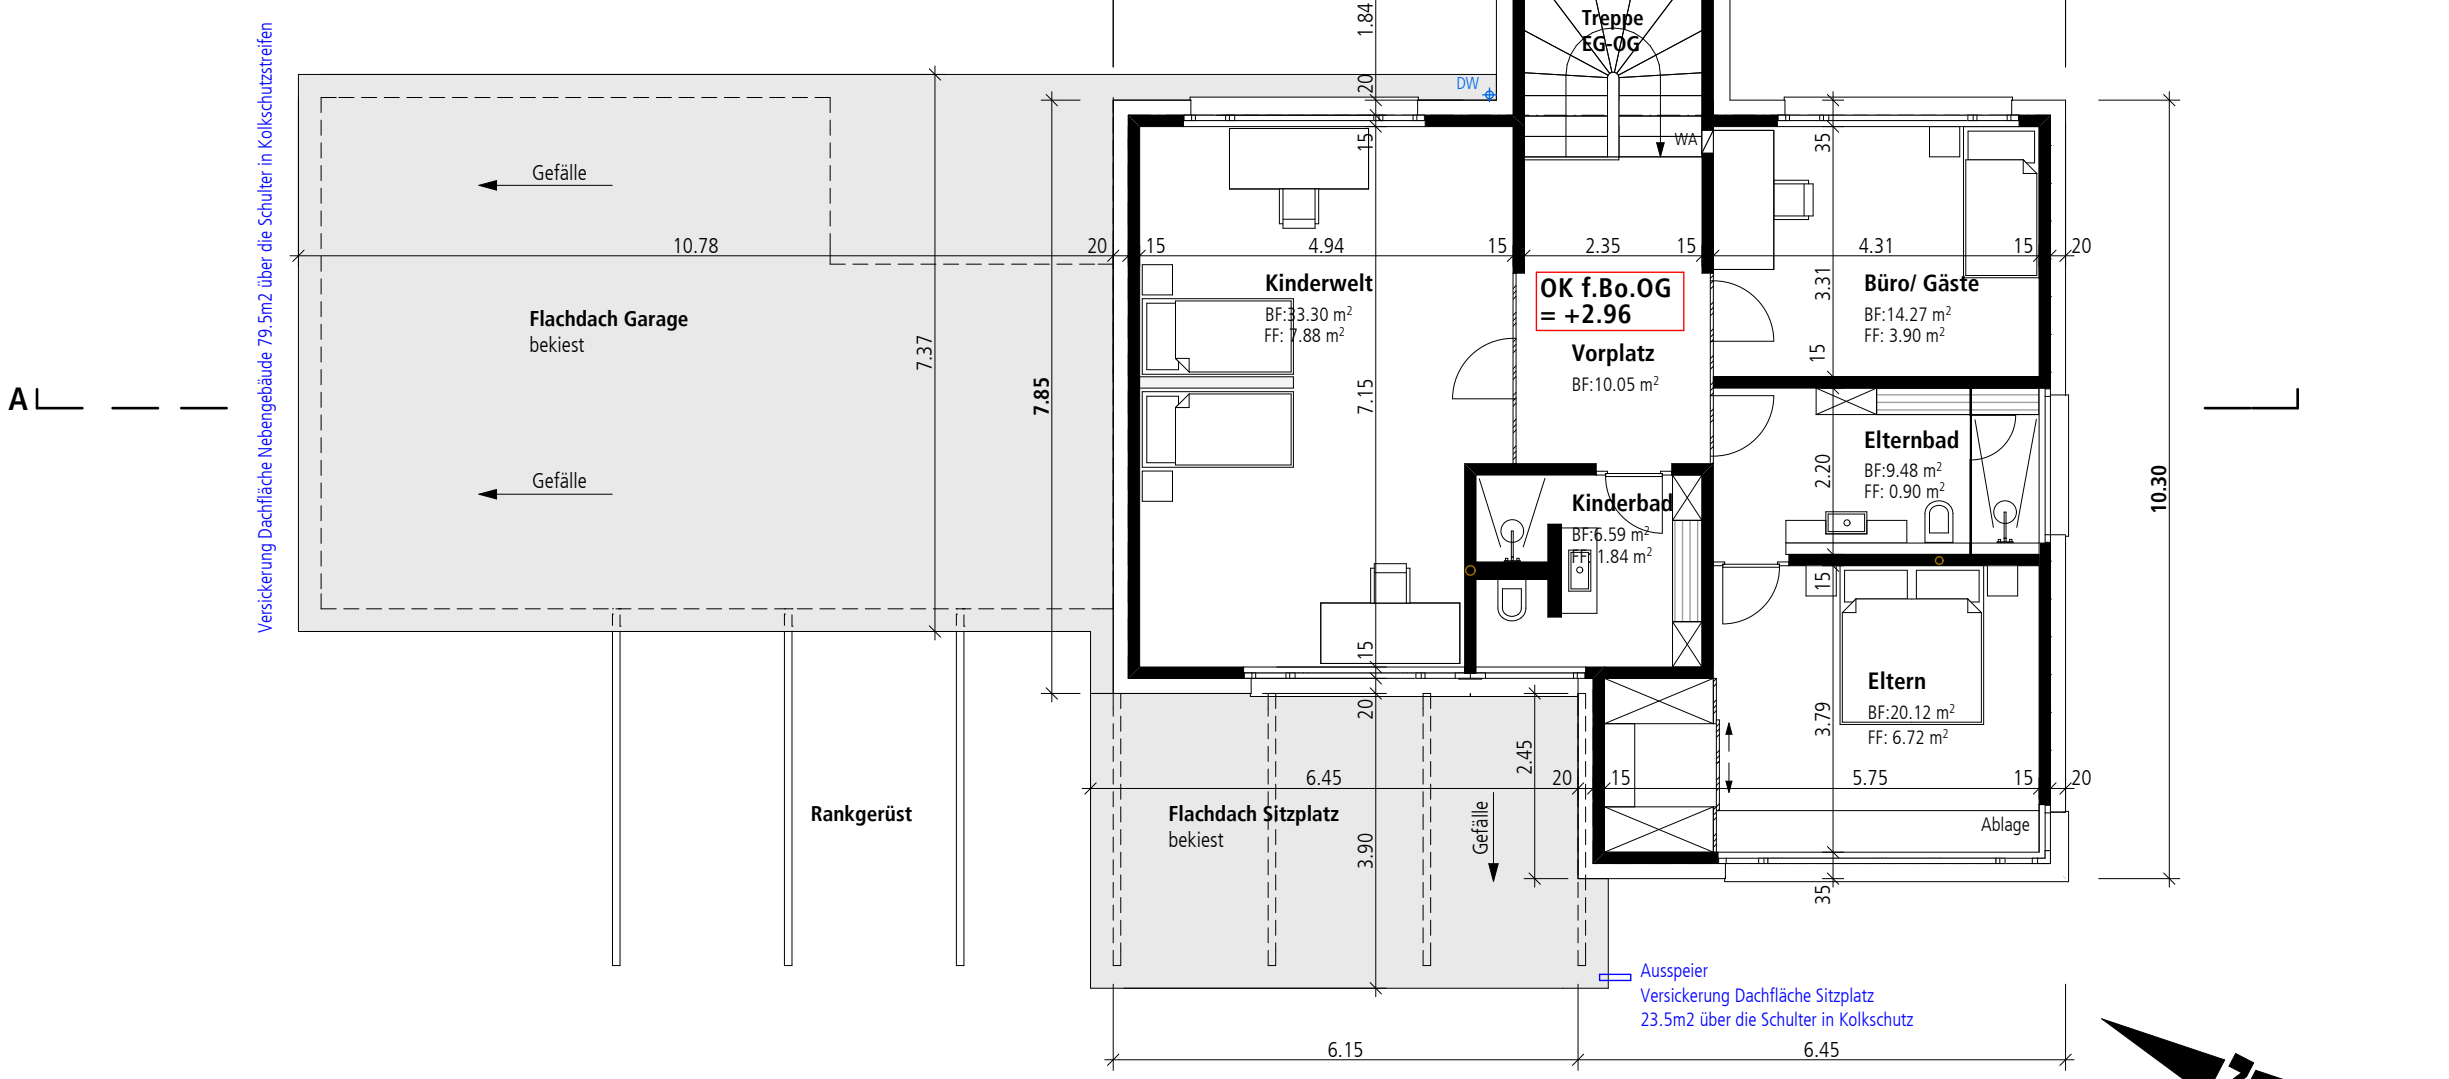 1.84
Treppe
EG-OG
Versickerung Dachfläche Nebengebäude 79.5m2 über die Schulter in Kolkschutzstreifen
DW
20
15
WA
35
Gefälle
10.78
20
15
4.94
15
2.35
15
4.31
15
20
Kinderwelt
BF:33.30 m²
FF: 7.88 m²
OK f.Bo.OG
= +2.96
3.31
Büro/ Gäste
BF:14.27 m²
FF: 3.90 m²
Flachdach Garage
bekiest
7.37
Vorplatz
BF:10.05 m²
15
A
7.85
7.15
Elternbad
BF:9.48 m²
FF: 0.90 m²
2.20
10.30
Gefälle
Kinderbad
BF:6.59 m²
FF: 1.84 m²
15
15
Eltern
BF:20.12 m²
FF: 6.72 m²
20
3.79
2.45
6.45
20
15
5.75
15
20
Rankgerüst
Flachdach Sitzplatz
bekiest
3.90
Gefälle
Ablage
35
Ausspeier
Versickerung Dachfläche Sitzplatz
23.5m2 über die Schulter in Kolkschutz
6.15
6.45